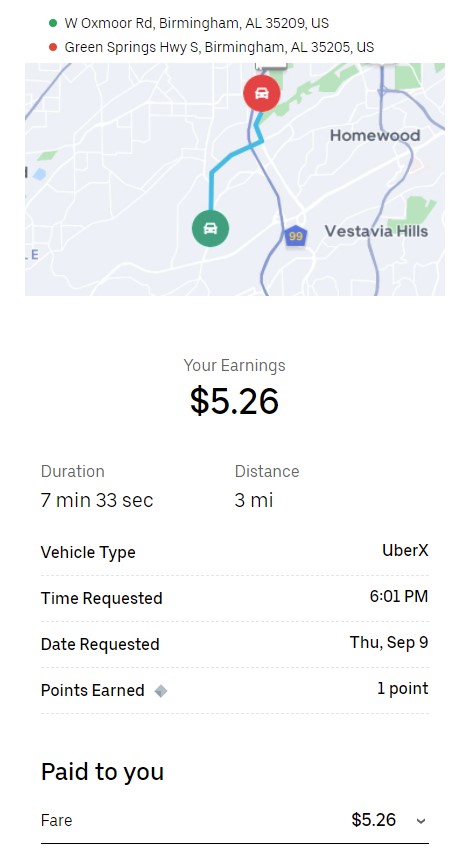 W Oxmoor Rd, Birmingham, AL 35209, US
Green Springs Hwy S, Birmingham, AL 35205, US
Homewood
99
Vestavia Hills
E
Your Earnings
$5.26
Duration
Distance
7 min 33 sec
3 mi
Vehicle Type
UberX
Time Requested
6:01 PM
Date Requested
Thu, Sep 9
Points Earned
1 point
Paid to you
Fare
$5.26